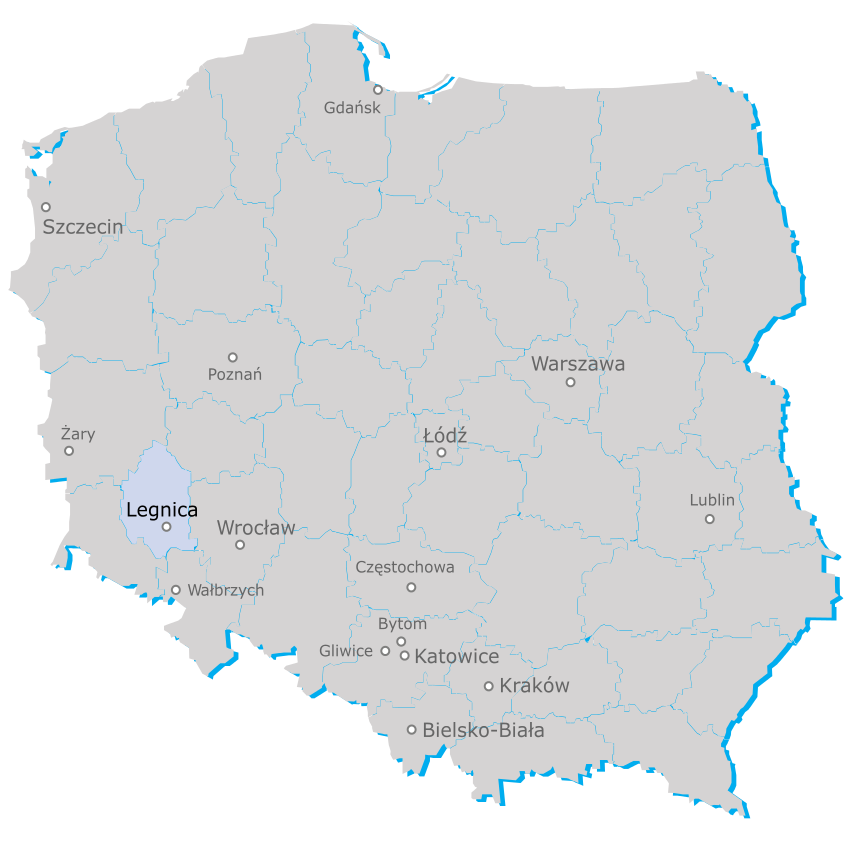 Gdańsk
Szczecin
Warszawa
Poznań
Żary
Łódź
Lublin
Legnica
Wrocław
Częstochowa
Wałbrzych
Bytom
Gliwice
Katowice
Kraków
Bielsko-Biała